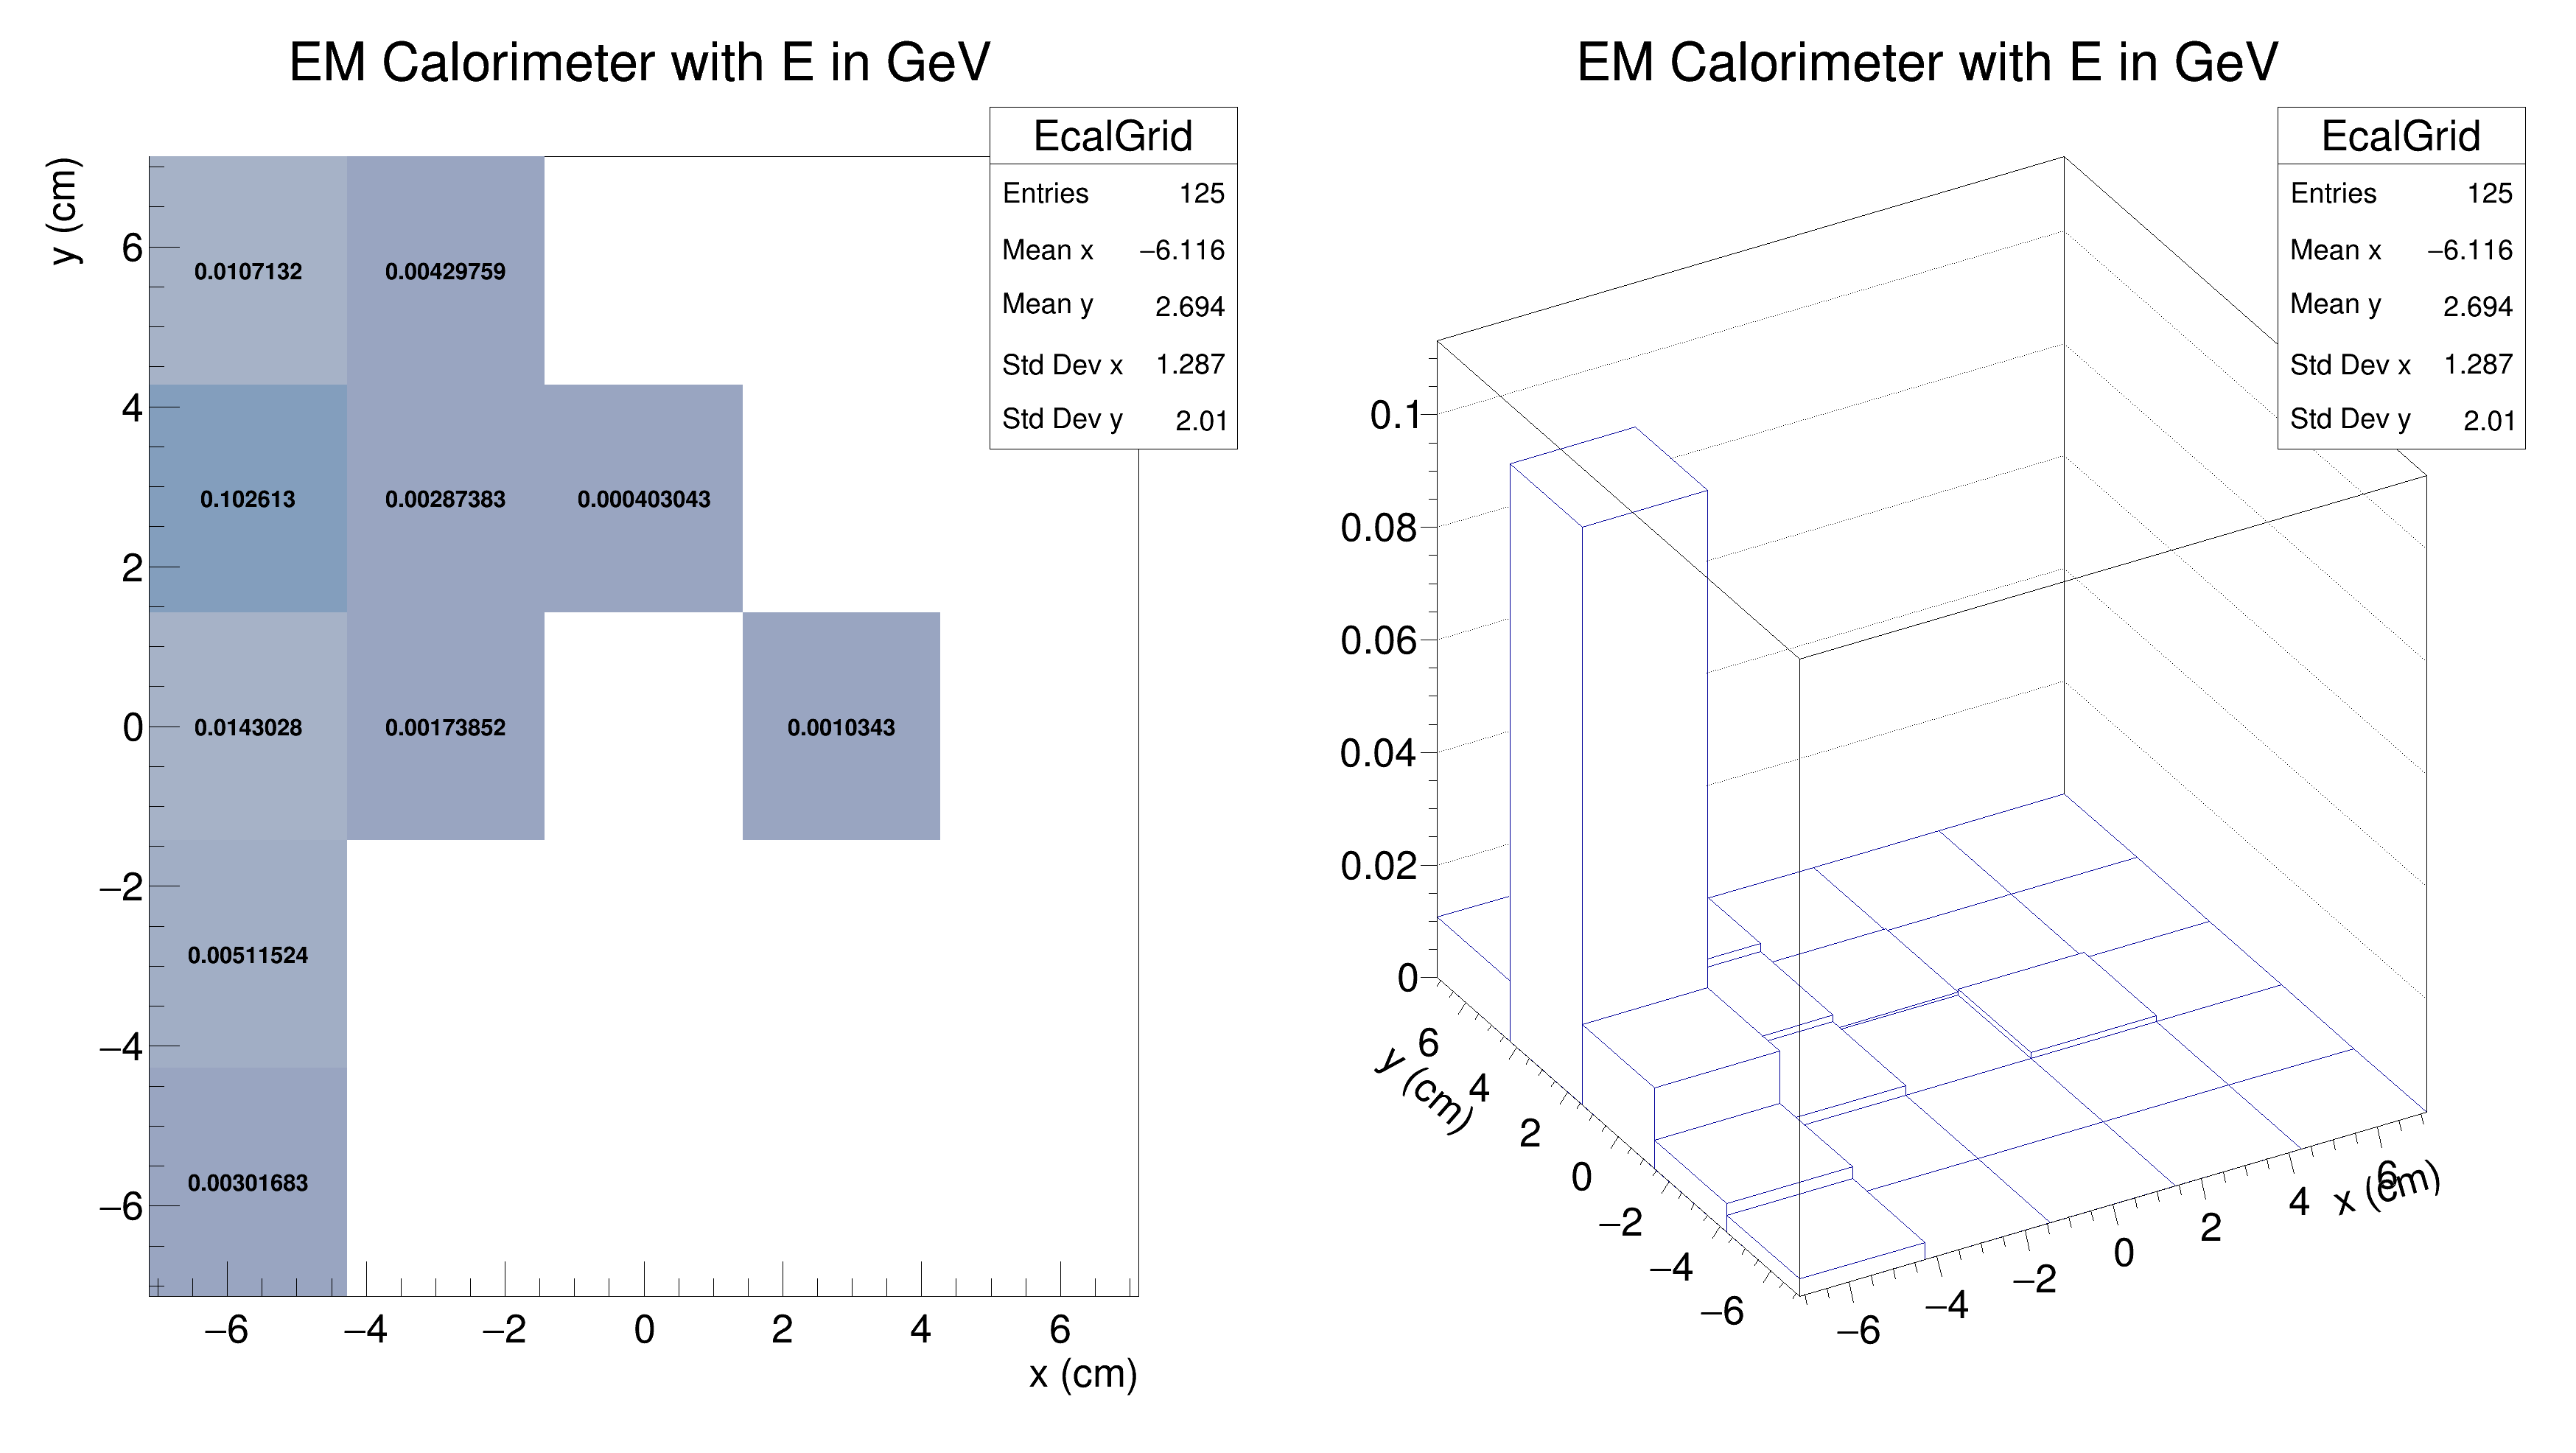 EM Calorimeter with E in GeV
EcalGrid
Entries 125
Mean x −6.116
Mean y 2.694
Std Dev x 1.287
Std Dev y 2.01
y (cm)
6
4
2
0
−2
−4
−6
0.0107132 0.00429759
0.102613 0.00287383 0.000403043
0.0143028 0.00173852 0.0010343
0.00511524
0.00301683
−6 −4 −2 0 2 4 6
x (cm)
EM Calorimeter with E in GeV
EcalGrid
Entries 125
Mean x −6.116
Mean y 2.694
Std Dev x 1.287
Std Dev y 2.01
0.1
0.08
0.06
0.04
0.02
0
y (cm)
6
4
2
0
−2
−4
−6
−6 −4 −2 0 2 4 6
x (cm)